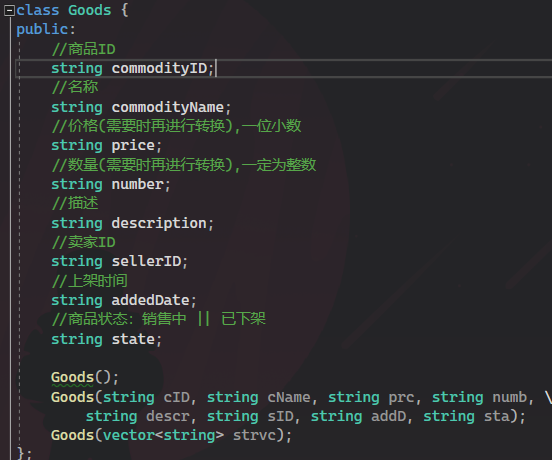 class Goods {
public:
//商品ID
string commodityID;
//名称
string commodityName;
//价格(需要时再进行转换),一位小数
string price;
//数量(需要时再进行转换),一定为整数
string number;
//描述
string description;
//卖家ID
string sellerID;
//上架时间
string addedDate;
//商品状态: 销售中 || 已下架
string state;
Goods();
Goods(string cID, string cName, string prc, string numb, \
string descr, string sID, string addD, string sta);
Goods(vector<string> strvc);
};